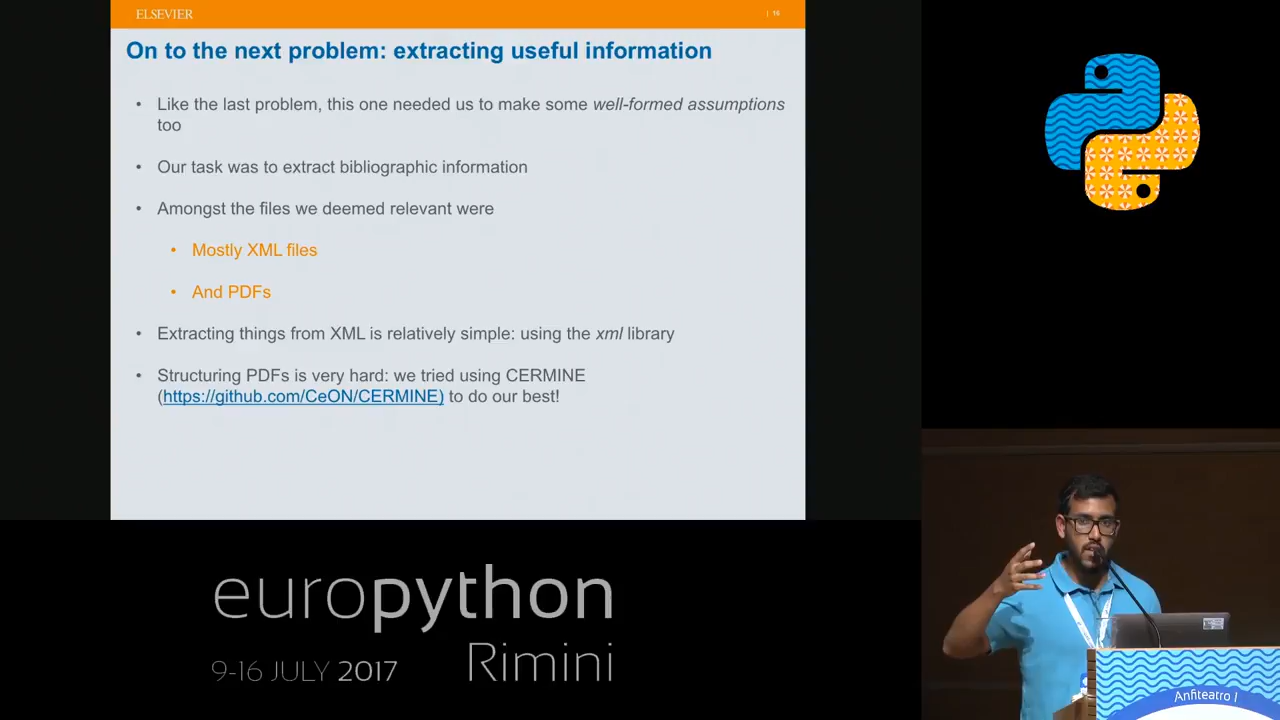 ELSEVIER
| 16
On to the next problem: extracting useful information
• Like the last problem, this one needed us to make some well-formed assumptions
too
• Our task was to extract bibliographic information
• Amongst the files we deemed relevant were
• Mostly XML files
• And PDFs
• Extracting things from XML is relatively simple: using the xml library
• Structuring PDFs is very hard: we tried using CERMINE
(https://github.com/CeON/CERMINE) to do our best!
europython
Rimini
9-16 JULY 2017
Anfiteatro I